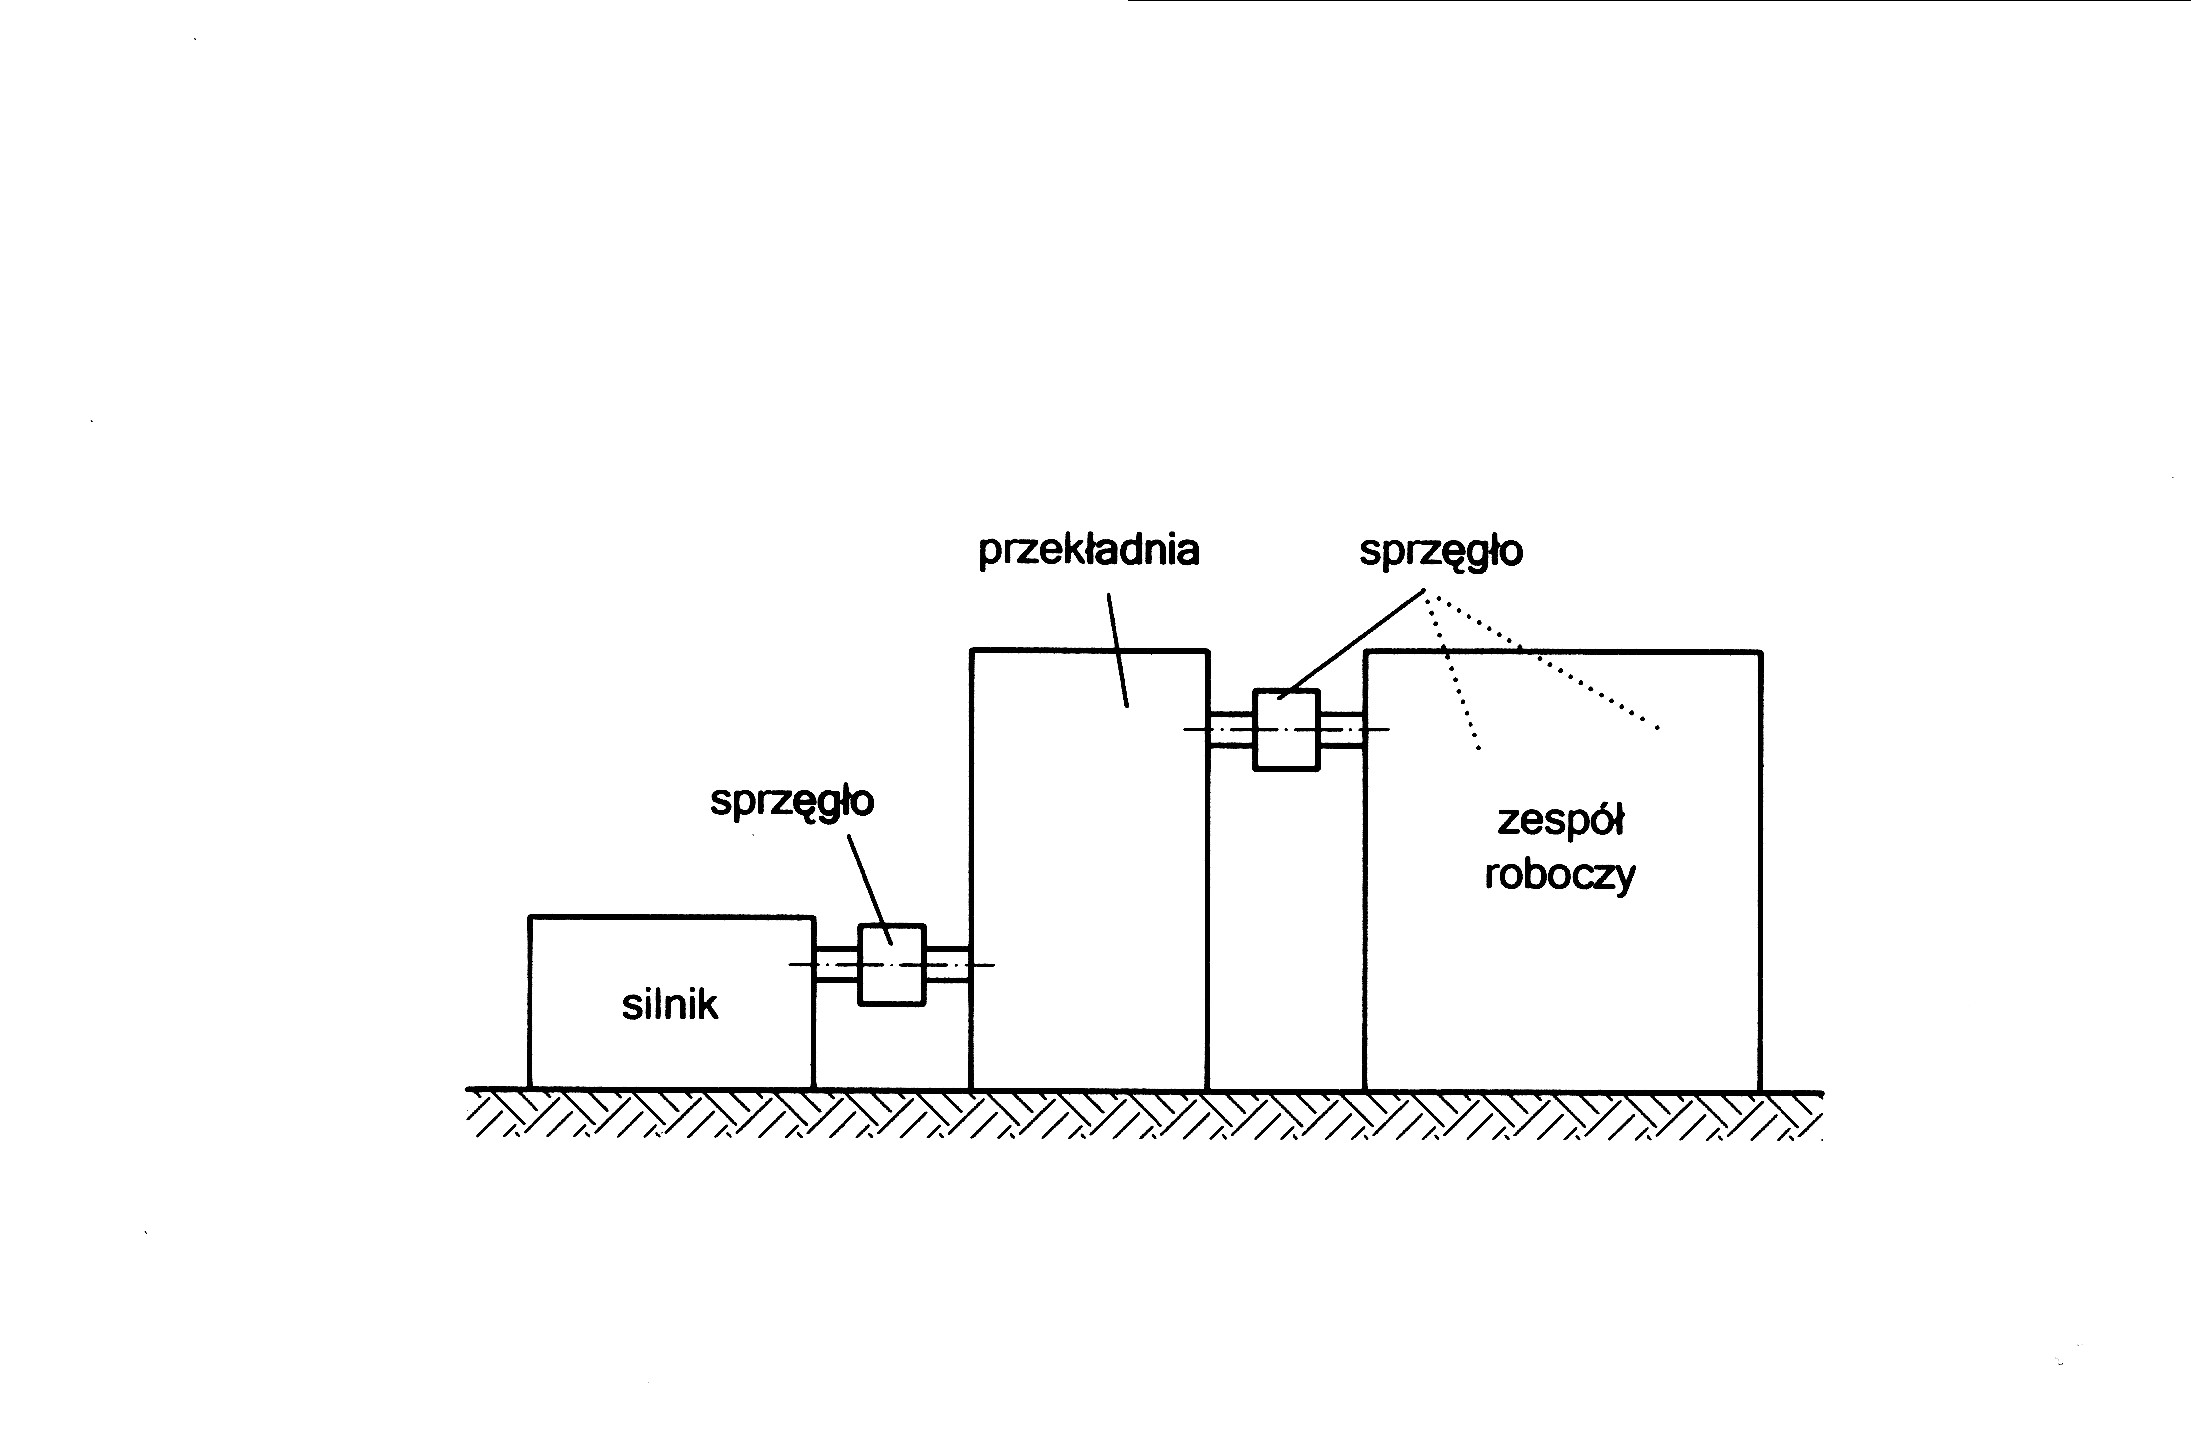 przekładnia
sprzęgło
sprzęgło
silnik
zespół
roboczy